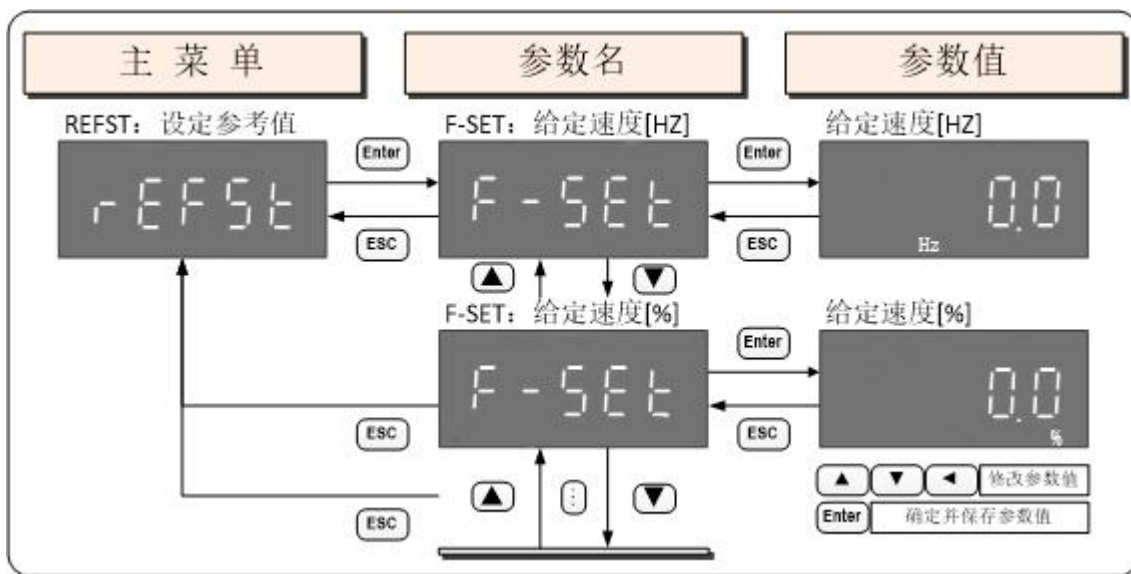 主菜单
参数名
参数值
REFST：设定参考值
F-SET：给定速度[HZ]
给定速度[HZ]
Enter
Enter
rEFSt
F-SEt
0.0
Hz
ESC
ESC
▲
▼
F-SET：给定速度[%]
给定速度[%]
Enter
F-SEt
0.0
%
ESC
ESC
▲
⋮
▼
▲ ▼ ◄ 修改参数值
ESC
Enter 确定并保存参数值